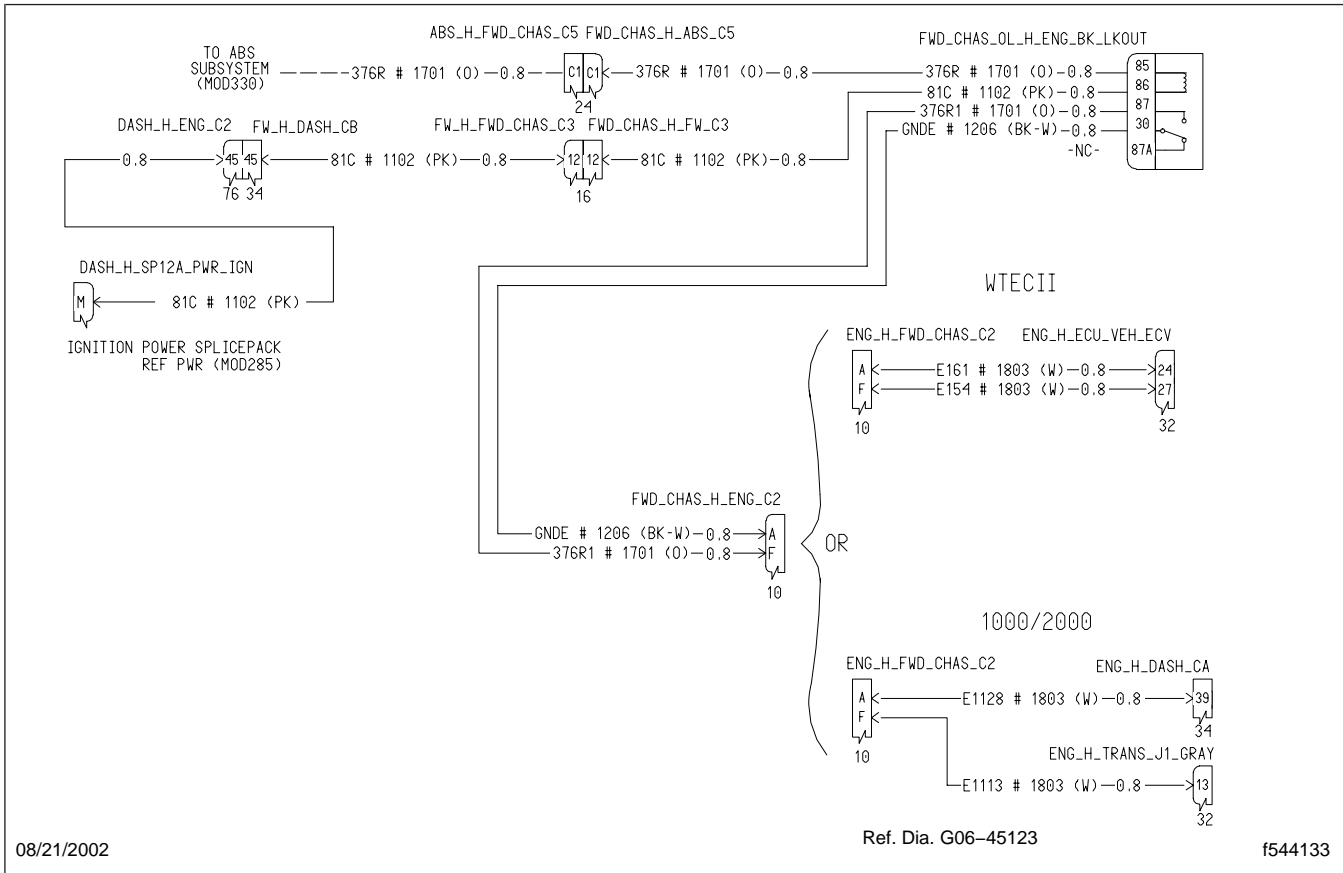 ABS_H_FWD_CHAS_C5 FWD_CHAS_H_ABS_C5
FWD_CHAS_OL_H_ENG_BK_LKOUT
TO ABS
SUBSYSTEM
(MOD330)
376R # 1701 (O)-0.8
C1 C1
376R # 1701 (O)-0.8
376R # 1701 (O)-0.8
85
24
81C # 1102 (PK)-0.8
86
376R1 # 1701 (O)-0.8
87
GNDE # 1206 (BK-W)-0.8
30
-NC-
87A
DASH_H_ENG_C2 FW_H_DASH_CB
FW_H_FWD_CHAS_C3 FWD_CHAS_H_FW_C3
0.8
45 45
81C # 1102 (PK)-0.8
12 12
81C # 1102 (PK)-0.8
76 34
16
DASH_H_SP12A_PWR_IGN
M
81C # 1102 (PK)
IGNITION POWER SPLICEPACK
REF PWR (MOD285)
WTECII
ENG_H_FWD_CHAS_C2 ENG_H_ECU_VEH_ECV
A
E161 # 1803 (W)-0.8
24
F
E154 # 1803 (W)-0.8
27
10
32
FWD_CHAS_H_ENG_C2
GNDE # 1206 (BK-W)-0.8
A
376R1 # 1701 (O)-0.8
F
10
OR
1000/2000
ENG_H_FWD_CHAS_C2
ENG_H_DASH_CA
A
E1128 # 1803 (W)-0.8
39
F
34
10
ENG_H_TRANS_J1_GRAY
E1113 # 1803 (W)-0.8
13
32
08/21/2002
Ref. Dia. G06-45123
f544133